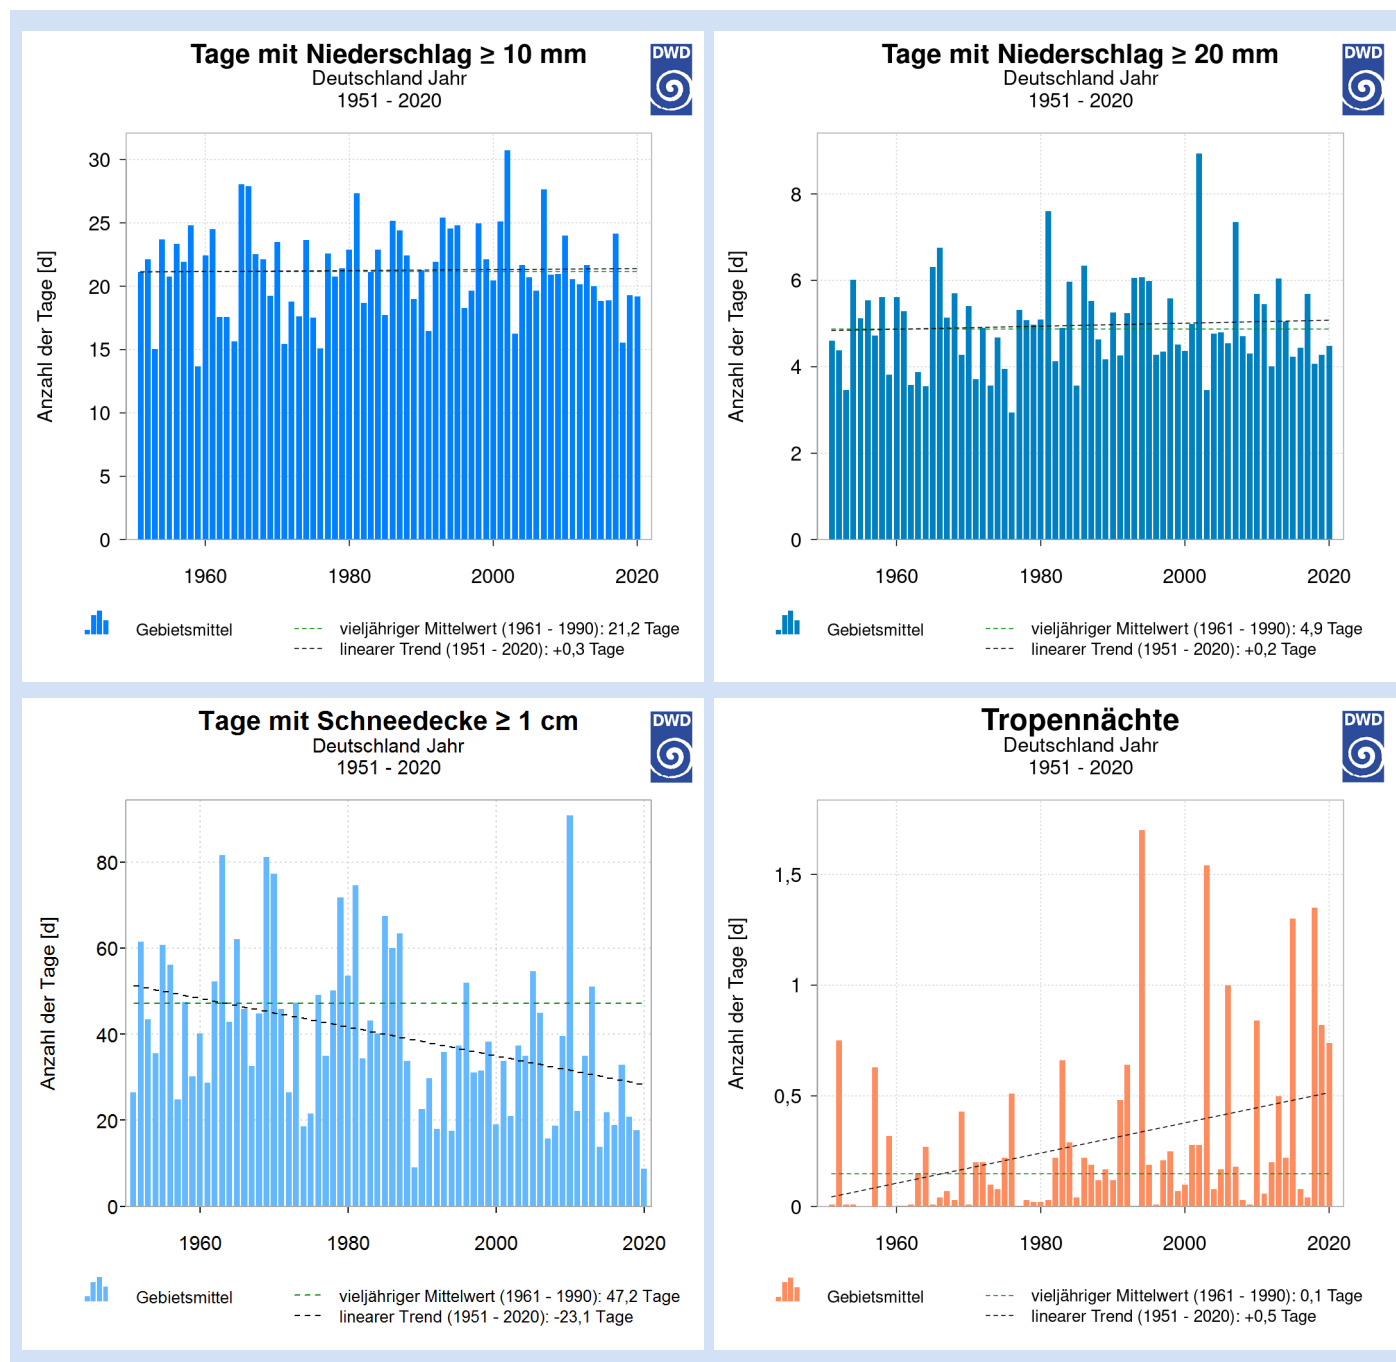 Tage mit Niederschlag ≥ 10 mm
Deutschland Jahr
1951 - 2020
DWD
Anzahl der Tage [d]
30
25
20
15
10
5
0
1960 1980 2000 2020
Gebietsmittel
vieljähriger Mittelwert (1961 - 1990): 21,2 Tage
linearer Trend (1951 - 2020): +0,3 Tage
Tage mit Niederschlag ≥ 20 mm
Deutschland Jahr
1951 - 2020
DWD
Anzahl der Tage [d]
8
6
4
2
0
1960 1980 2000 2020
Gebietsmittel
vieljähriger Mittelwert (1961 - 1990): 4,9 Tage
linearer Trend (1951 - 2020): +0,2 Tage
Tage mit Schneedecke ≥ 1 cm
Deutschland Jahr
1951 - 2020
DWD
Anzahl der Tage [d]
80
60
40
20
0
1960 1980 2000 2020
Gebietsmittel
vieljähriger Mittelwert (1961 - 1990): 47,2 Tage
linearer Trend (1951 - 2020): -23,1 Tage
Tropennächte
Deutschland Jahr
1951 - 2020
DWD
Anzahl der Tage [d]
1,5
1
0,5
0
1960 1980 2000 2020
Gebietsmittel
vieljähriger Mittelwert (1961 - 1990): 0,1 Tage
linearer Trend (1951 - 2020): +0,5 Tage